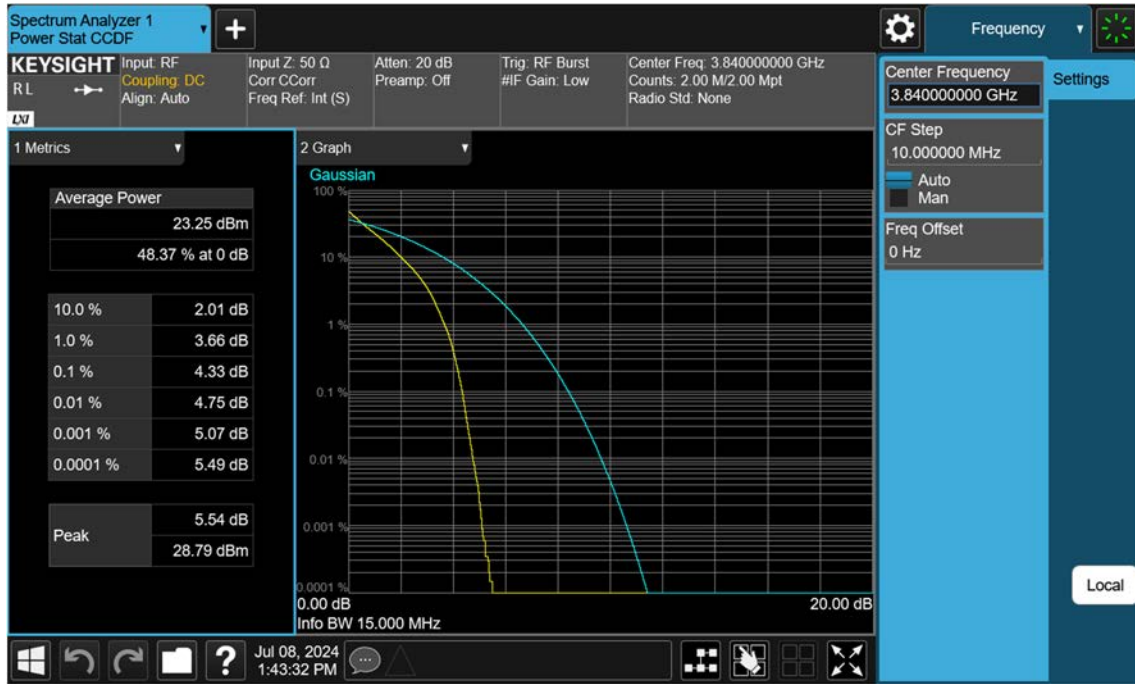 Spectrum Analyzer 1
Power Stat CCDF
Frequency
KEYSIGHT
R L
LXI
Input: RF
Coupling: DC
Align: Auto
Input Z: 50 Ω
Corr CCorr
Freq Ref: Int (S)
Atten: 20 dB
Preamp: Off
Trig: RF Burst
#IF Gain: Low
Center Freq: 3.840000000 GHz
Counts: 2.00 M/2.00 Mpt
Radio Std: None
Center Frequency
3.840000000 GHz
Settings
CF Step
10.000000 MHz
Auto
Man
Freq Offset
0 Hz
Local
1 Metrics
Average Power
23.25 dBm
48.37 % at 0 dB
10.0 % 2.01 dB
1.0 % 3.66 dB
0.1 % 4.33 dB
0.01 % 4.75 dB
0.001 % 5.07 dB
0.0001 % 5.49 dB
Peak
5.54 dB
28.79 dBm
2 Graph
Gaussian
100 %
10 %
1 %
0.1 %
0.01 %
0.001 %
0.0001 %
0.00 dB 20.00 dB
Info BW 15.000 MHz
?
Jul 08, 2024
1:43:32 PM